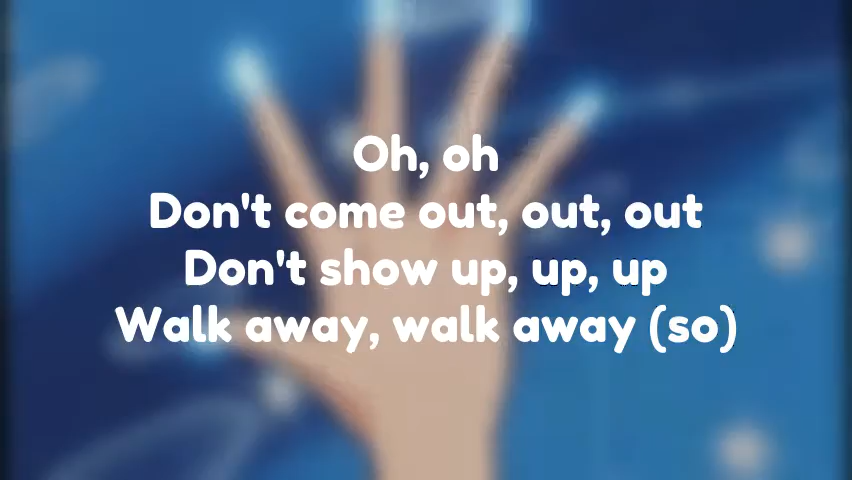 Oh, oh
Don't come out, out, out
Don't show up, up, up
Walk away, walk away (so)